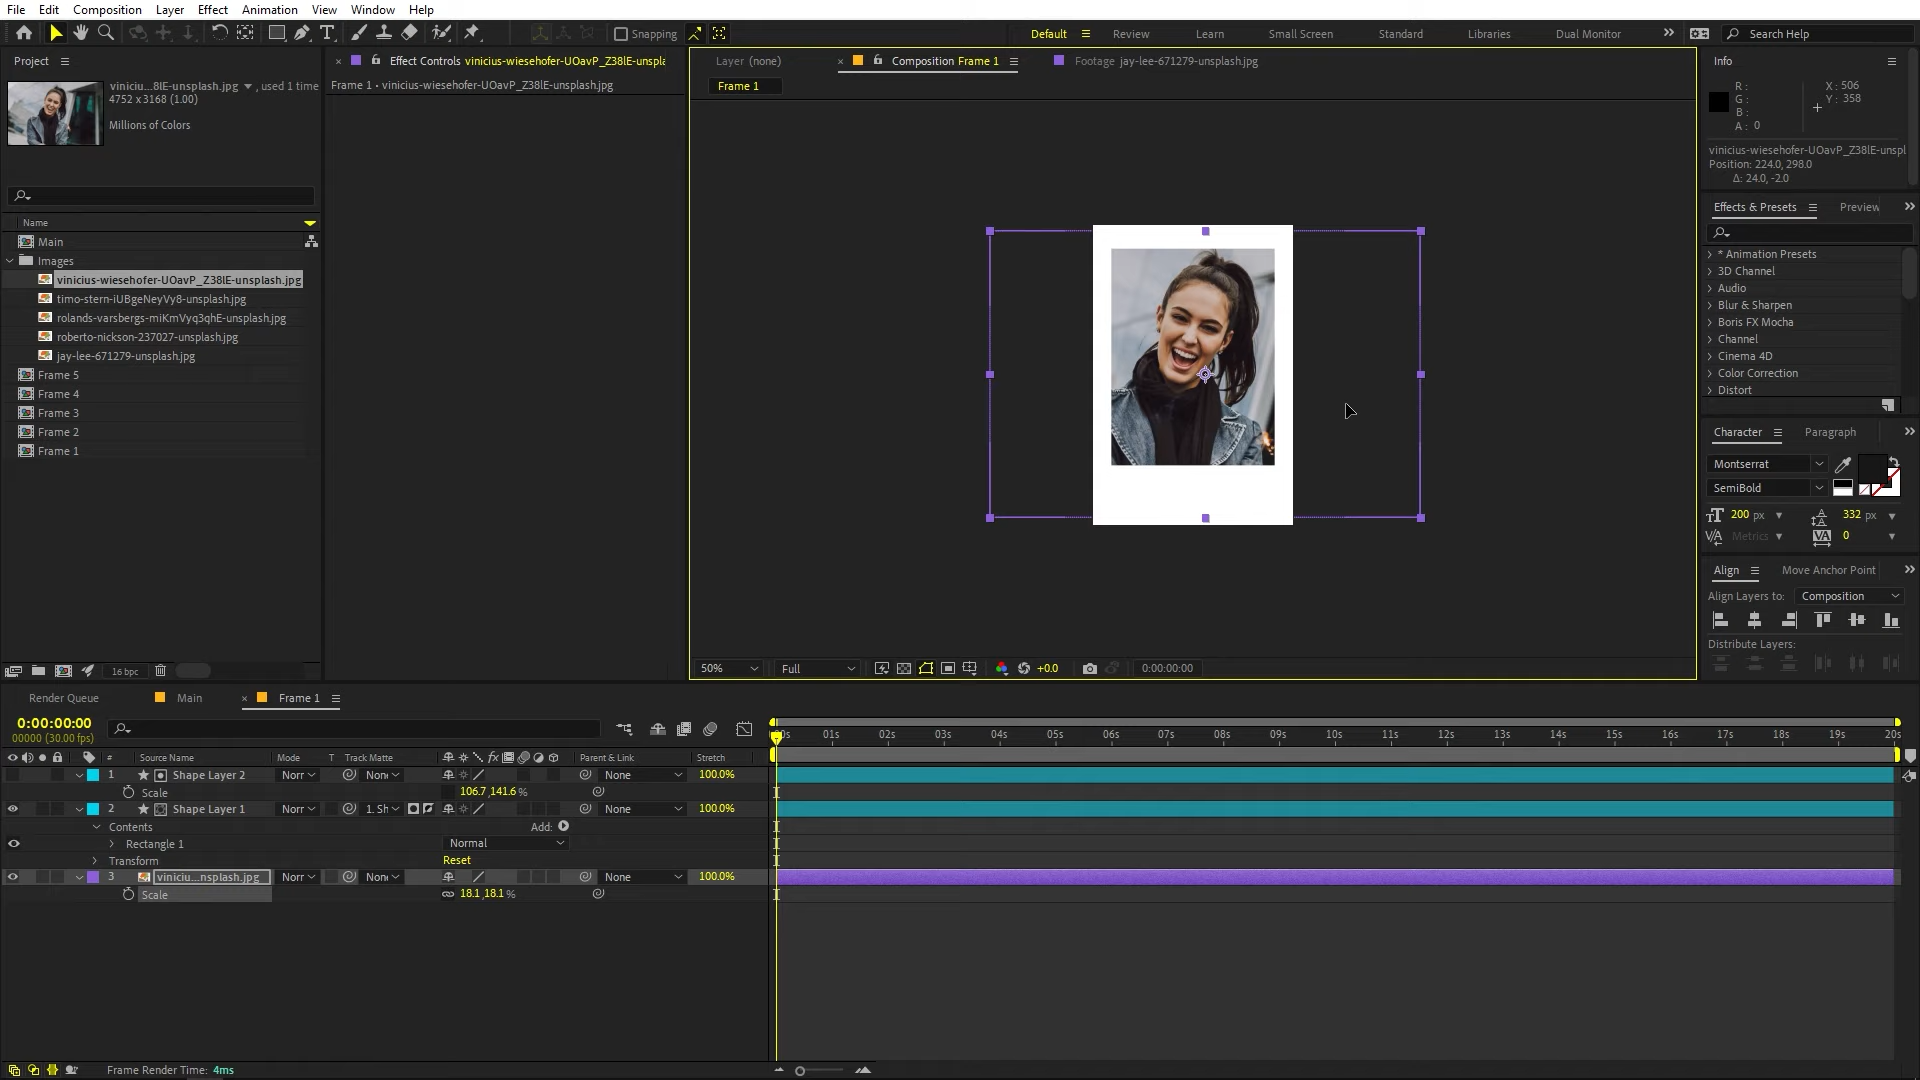 File Edit Composition Layer Effect Animation View Window Help
Snapping
Default Review Learn Small Screen Standard Libraries Dual Monitor Search Help
Project
Effect Controls vinicius-wiesehofer-UOavP_Z38lE-unspla
Layer (none)
Composition Frame 1
Footage jay-lee-671279-unsplash.jpg
Info
viniciu...8lE-unsplash.jpg , used 1 time
4752 x 3168 (1.00)
Millions of Colors
Frame 1 • vinicius-wiesehofer-UOavP_Z38lE-unsplash.jpg
Frame 1
R :
G :
B :
A : 0
X : 506
Y : 358
vinicius-wiesehofer-UOavP_Z38lE-unspl
Position: 224.0, 298.0
Δ: 24.0, -2.0
Name
Main
Images
vinicius-wiesehofer-UOavP_Z38lE-unsplash.jpg
timo-stern-iUBgeNeyVy8-unsplash.jpg
rolands-varsbergs-miKmVyq3qhE-unsplash.jpg
roberto-nickson-237027-unsplash.jpg
jay-lee-671279-unsplash.jpg
Frame 5
Frame 4
Frame 3
Frame 2
Frame 1
Effects & Presets Preview
* Animation Presets
3D Channel
Audio
Blur & Sharpen
Boris FX Mocha
Channel
Cinema 4D
Color Correction
Distort
Character Paragraph
Montserrat
SemiBold
200 px 332 px
Metrics 0
Align Move Anchor Point
Align Layers to: Composition
Distribute Layers:
16 bpc
50% Full +0.0 0:00:00:00
Render Queue Main Frame 1
0:00:00:00
00000 (30.00 fps)
# Source Name Mode T Track Matte Parent & Link Stretch
1 Shape Layer 2 Norr None None 100.0%
Scale 106.7,141.6 %
2 Shape Layer 1 Norr 1. Sh None 100.0%
Contents Add:
Rectangle 1 Normal
Transform Reset
3 viniciu...nsplash.jpg Norr None None 100.0%
Scale 18.1,18.1 %
00s 01s 02s 03s 04s 05s 06s 07s 08s 09s 10s 11s 12s 13s 14s 15s 16s 17s 18s 19s 20s
Frame Render Time: 4ms